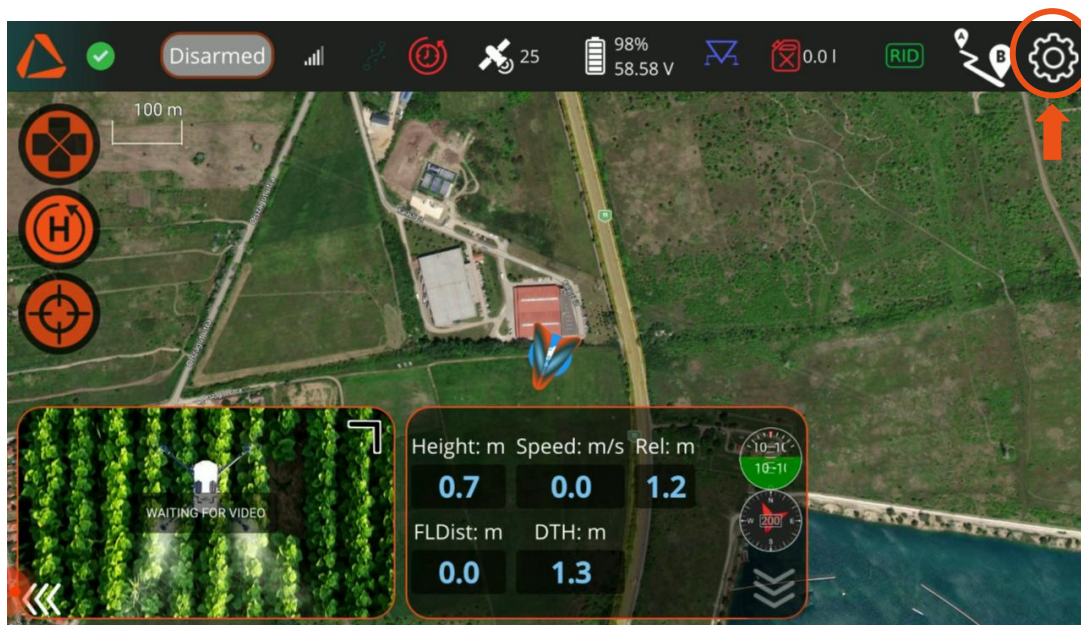 Disarmed
25
98%
58.58 V
0.0 l
RID
A
B
100 m
H
11
WAITING FOR VIDEO
Height: m Speed: m/s Rel: m
0.7 0.0 1.2
FLDist: m DTH: m
0.0 1.3
N
W 200 E
S